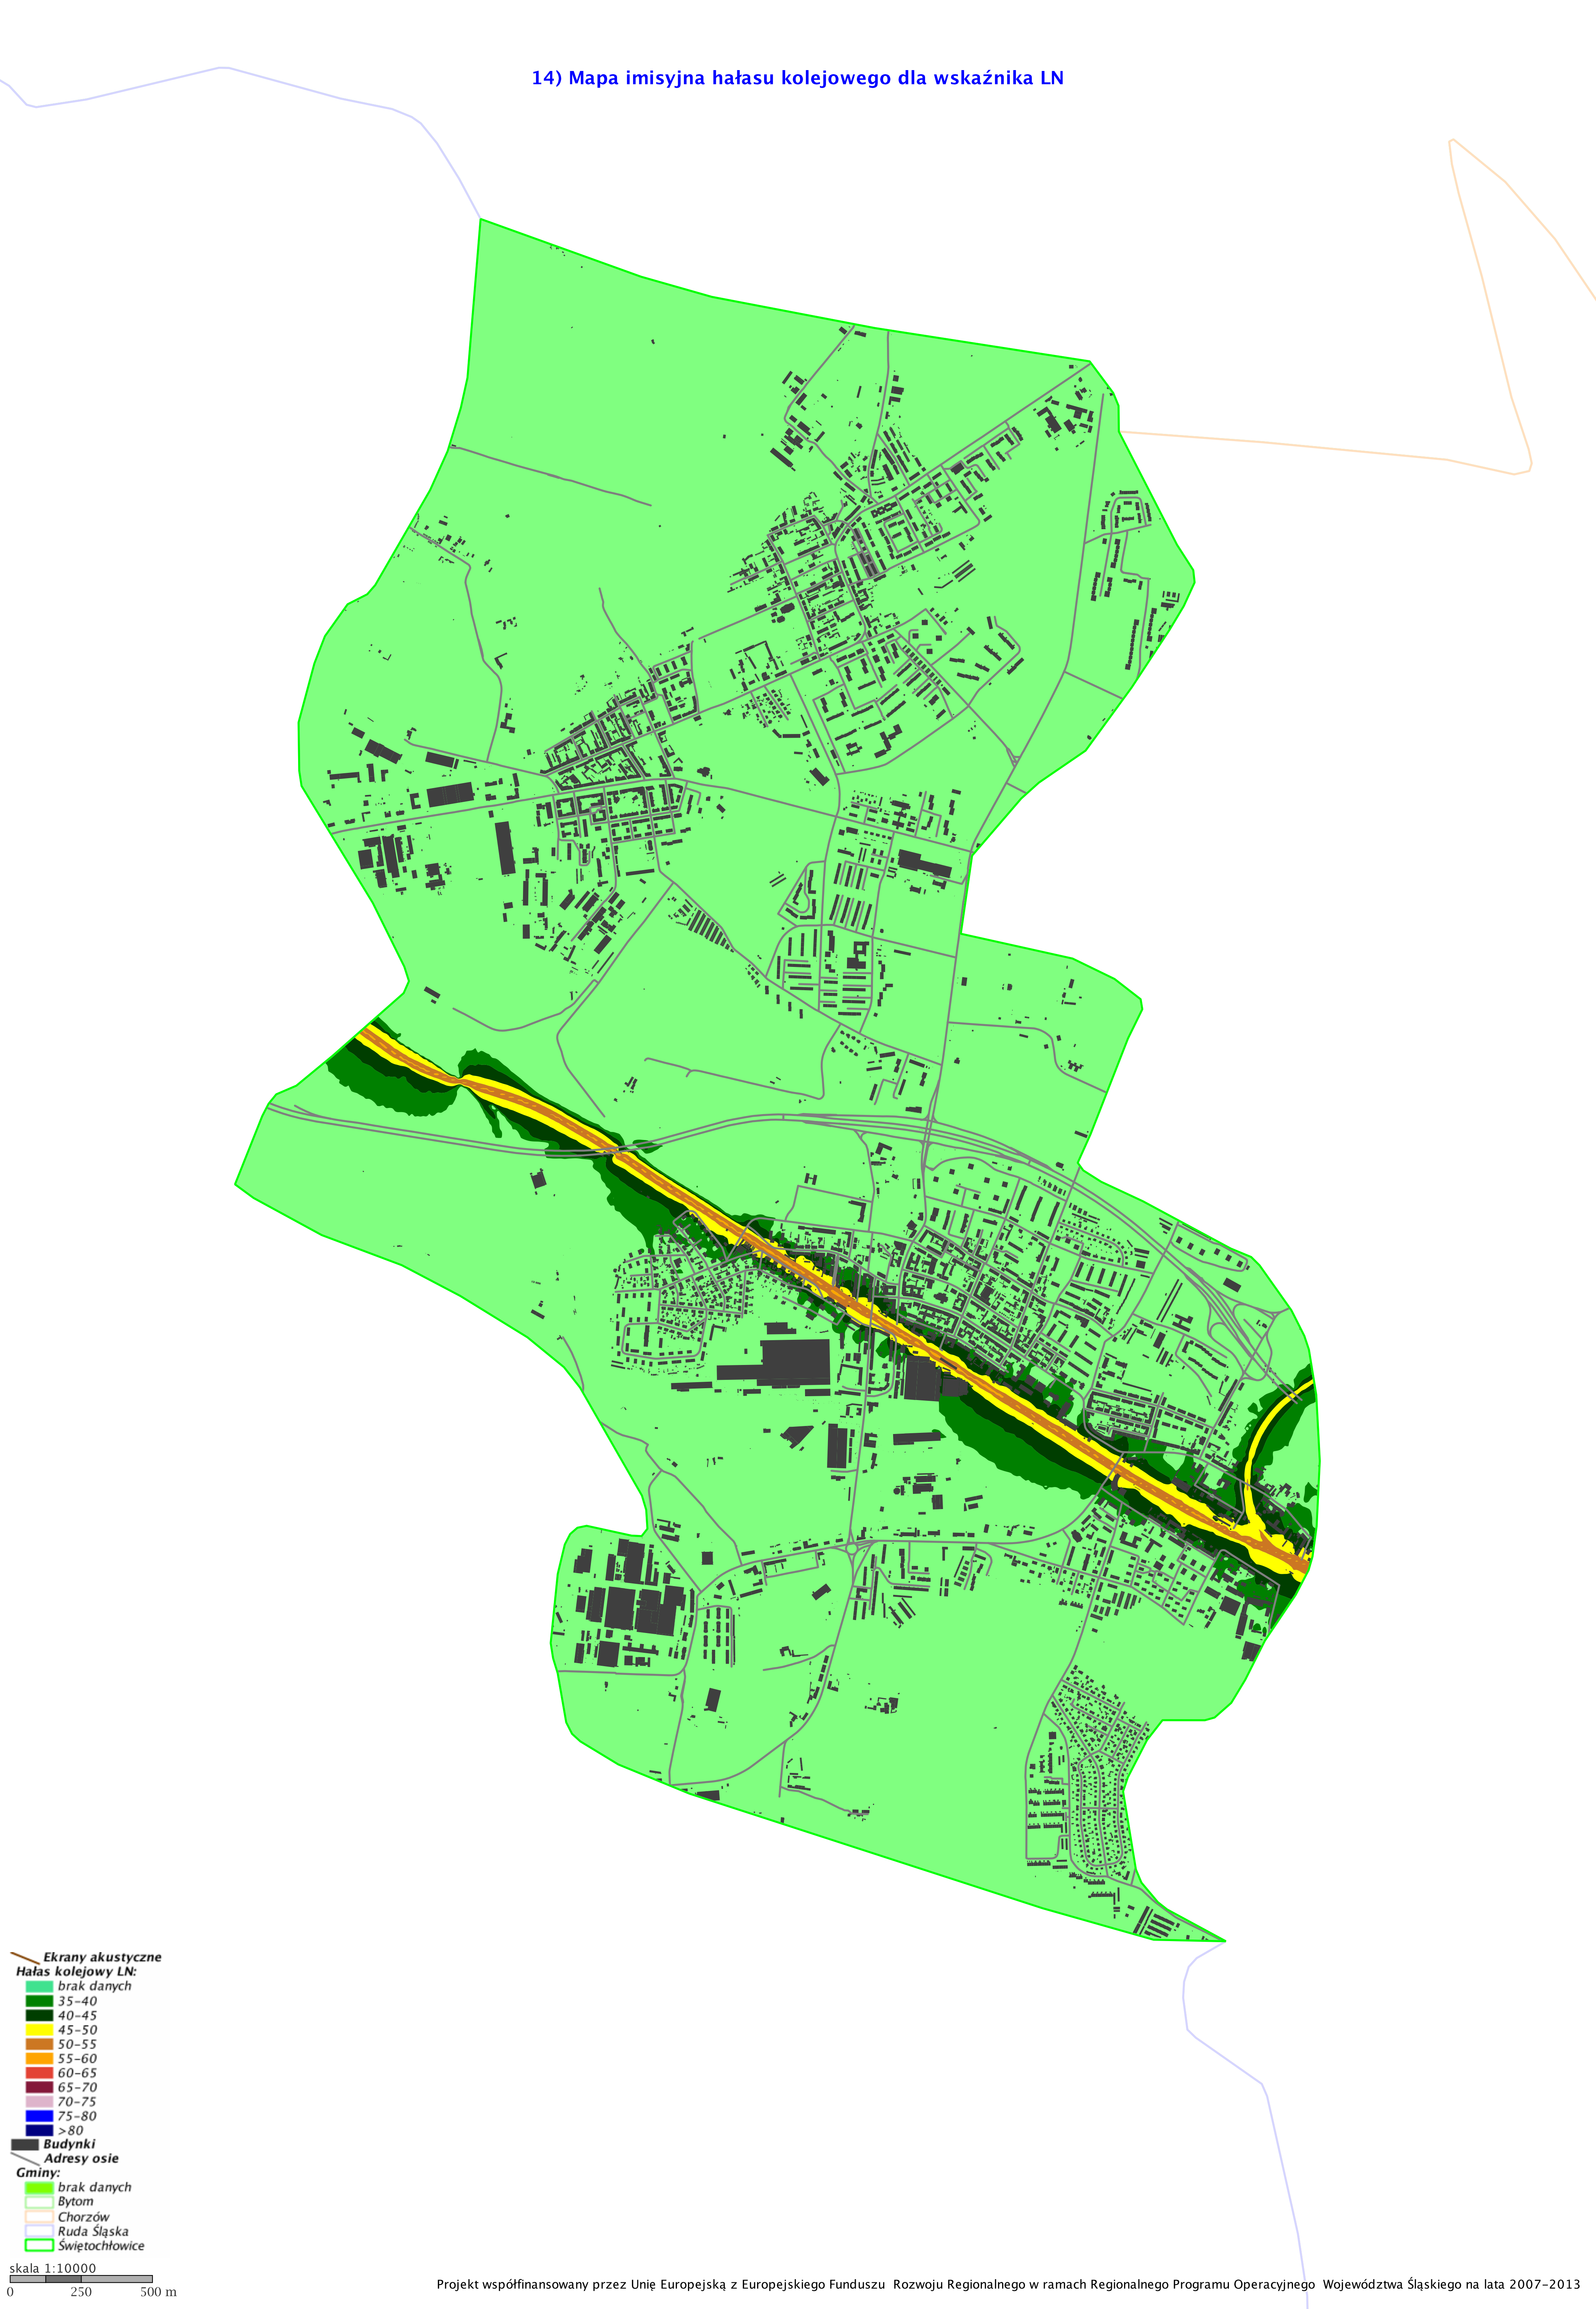 14) Mapa imisyjna hałasu kolejowego dla wskaźnika LN
Ekrany akustyczne
Hałas kolejowy LN:
brak danych
35-40
40-45
45-50
50-55
55-60
60-65
65-70
70-75
75-80
>80
Budynki
Adresy osie
Gminy:
brak danych
Bytom
Chorzów
Ruda Śląska
Świętochłowice
skala 1:10000
0 250 500 m
Projekt współfinansowany przez Unię Europejską z Europejskiego Funduszu Rozwoju Regionalnego w ramach Regionalnego Programu Operacyjnego Województwa Śląskiego na lata 2007-2013